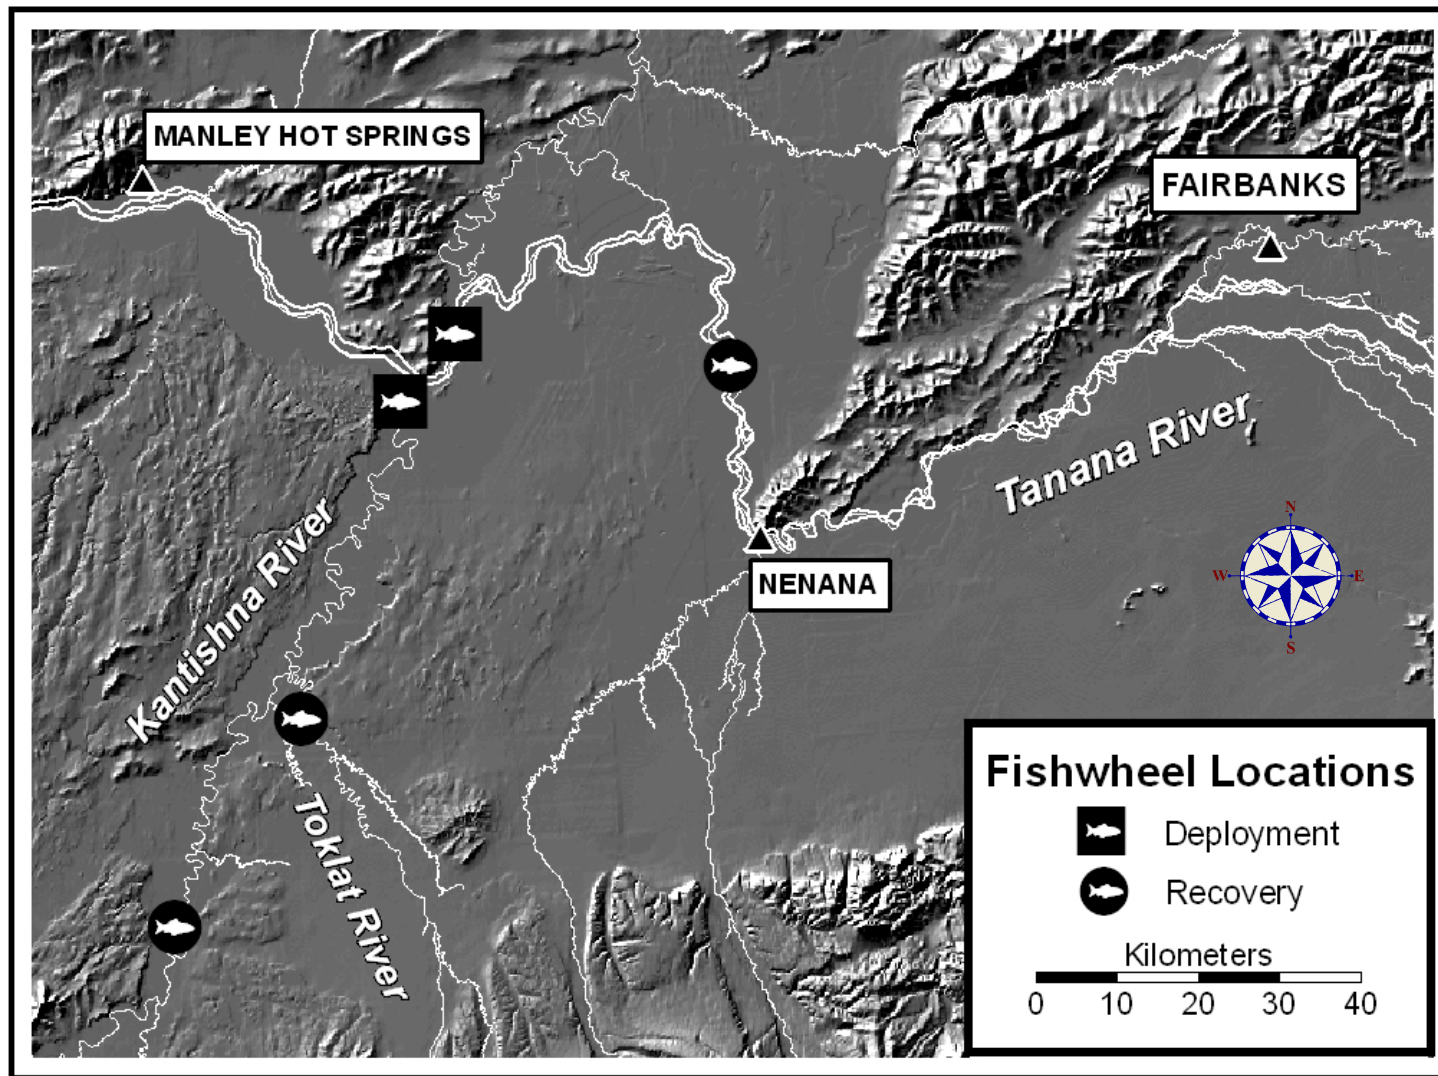 MANLEY HOT SPRINGS
FAIRBANKS
Tanana River
Kantishna River
NENANA
Toklat River
N
W
E
S
Fishwheel Locations
Deployment
Recovery
Kilometers
0 10 20 30 40